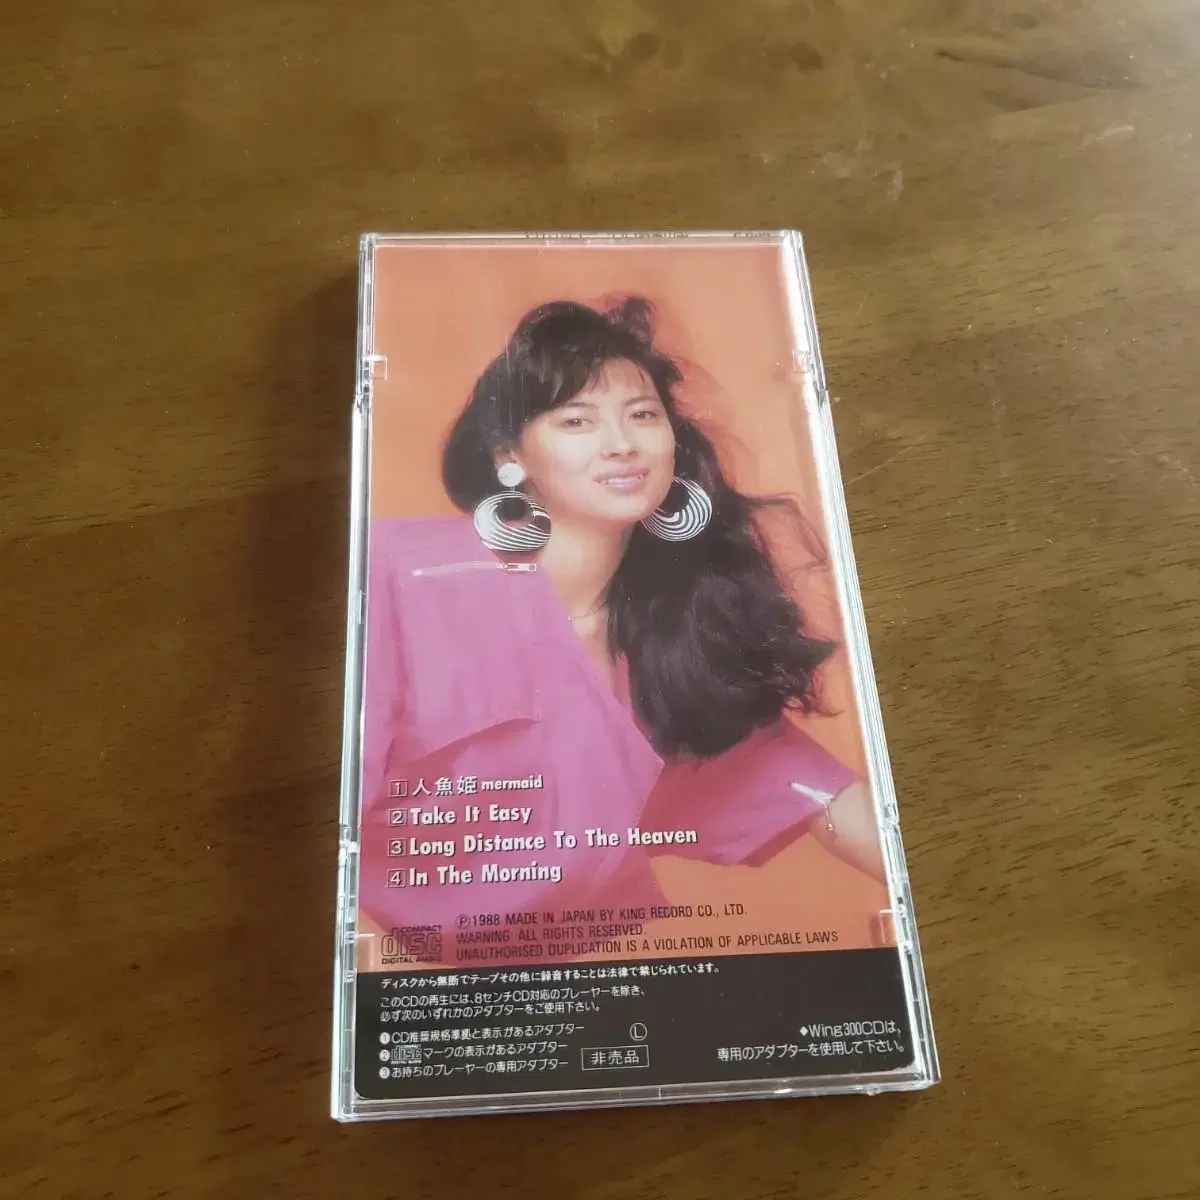 1 人魚姫 mermaid
2 Take It Easy
3 Long Distance To The Heaven
4 In The Morning
COMPACT disc DIGITAL AUDIO
Ⓟ1988 MADE IN JAPAN BY KING RECORD CO., LTD.
WARNING: ALL RIGHTS RESERVED.
UNAUTHORISED DUPLICATION IS A VIOLATION OF APPLICABLE LAWS
ディスクから無断でテープその他に録音することは法律で禁じられています。
このCDの再生には、8センチCD対応のプレーヤーを除き、
必ず次のいずれかのアダプターをご使用下さい。
❶CD推奨規格準拠と表示があるアダプター
❷COMPACT disc DIGITAL AUDIOマークの表示があるアダプター
❸お持ちのプレーヤーの専用アダプター
Ⓛ
非売品
◆Wing300CDは、
専用のアダプターを使用して下さい。